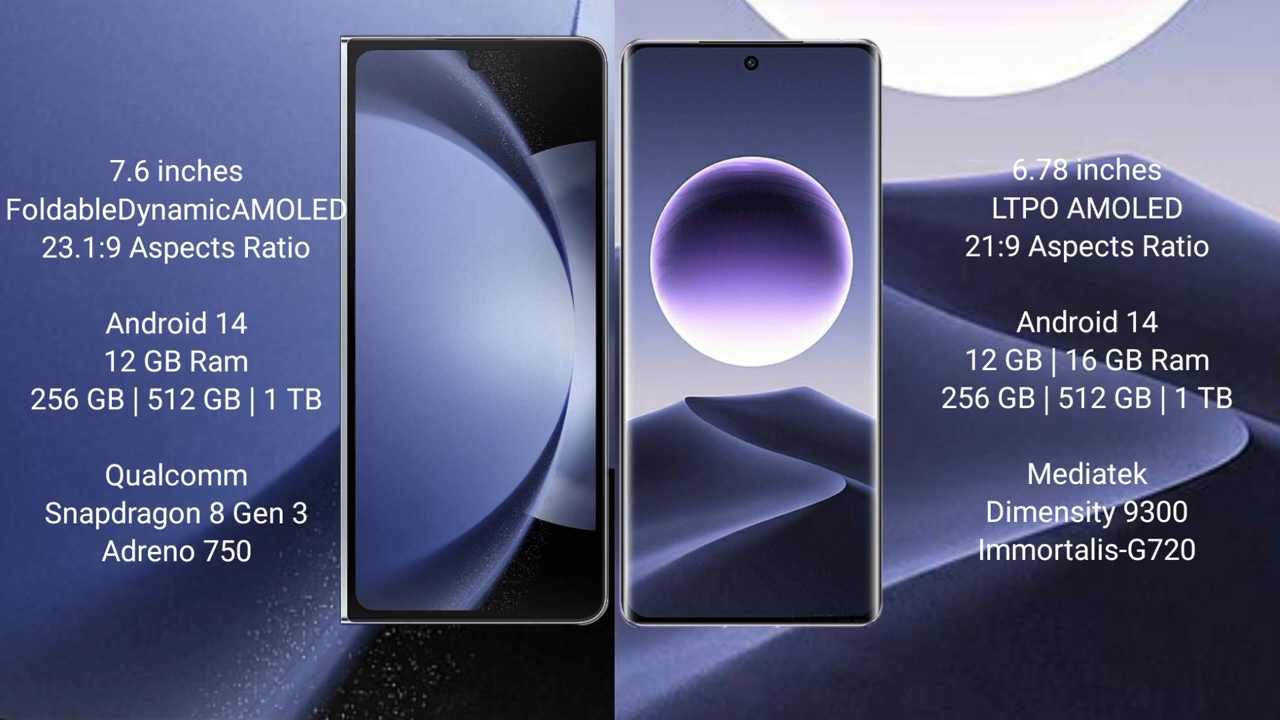 7.6 inches
FoldableDynamicAMOLED
23.1:9 Aspects Ratio
Android 14
12 GB Ram
256 GB | 512 GB | 1 TB
Qualcomm
Snapdragon 8 Gen 3
Adreno 750
6.78 inches
LTPO AMOLED
21:9 Aspects Ratio
Android 14
12 GB | 16 GB Ram
256 GB | 512 GB | 1 TB
Mediatek
Dimensity 9300
Immortalis-G720